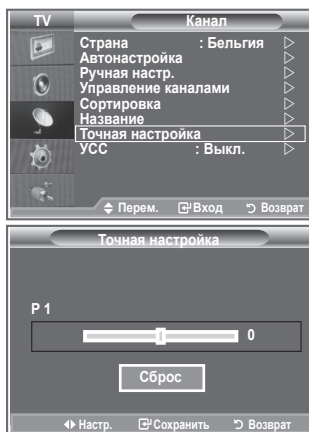 TV Канал
Страна : Бельгия
Автонастройка
Ручная настр.
Управление каналами
Сортировка
Название
Точная настройка
УСС : Выкл.
Перем. Вход Возврат
Точная настройка
P 1
0
Сброс
Настр. Сохранить Возврат